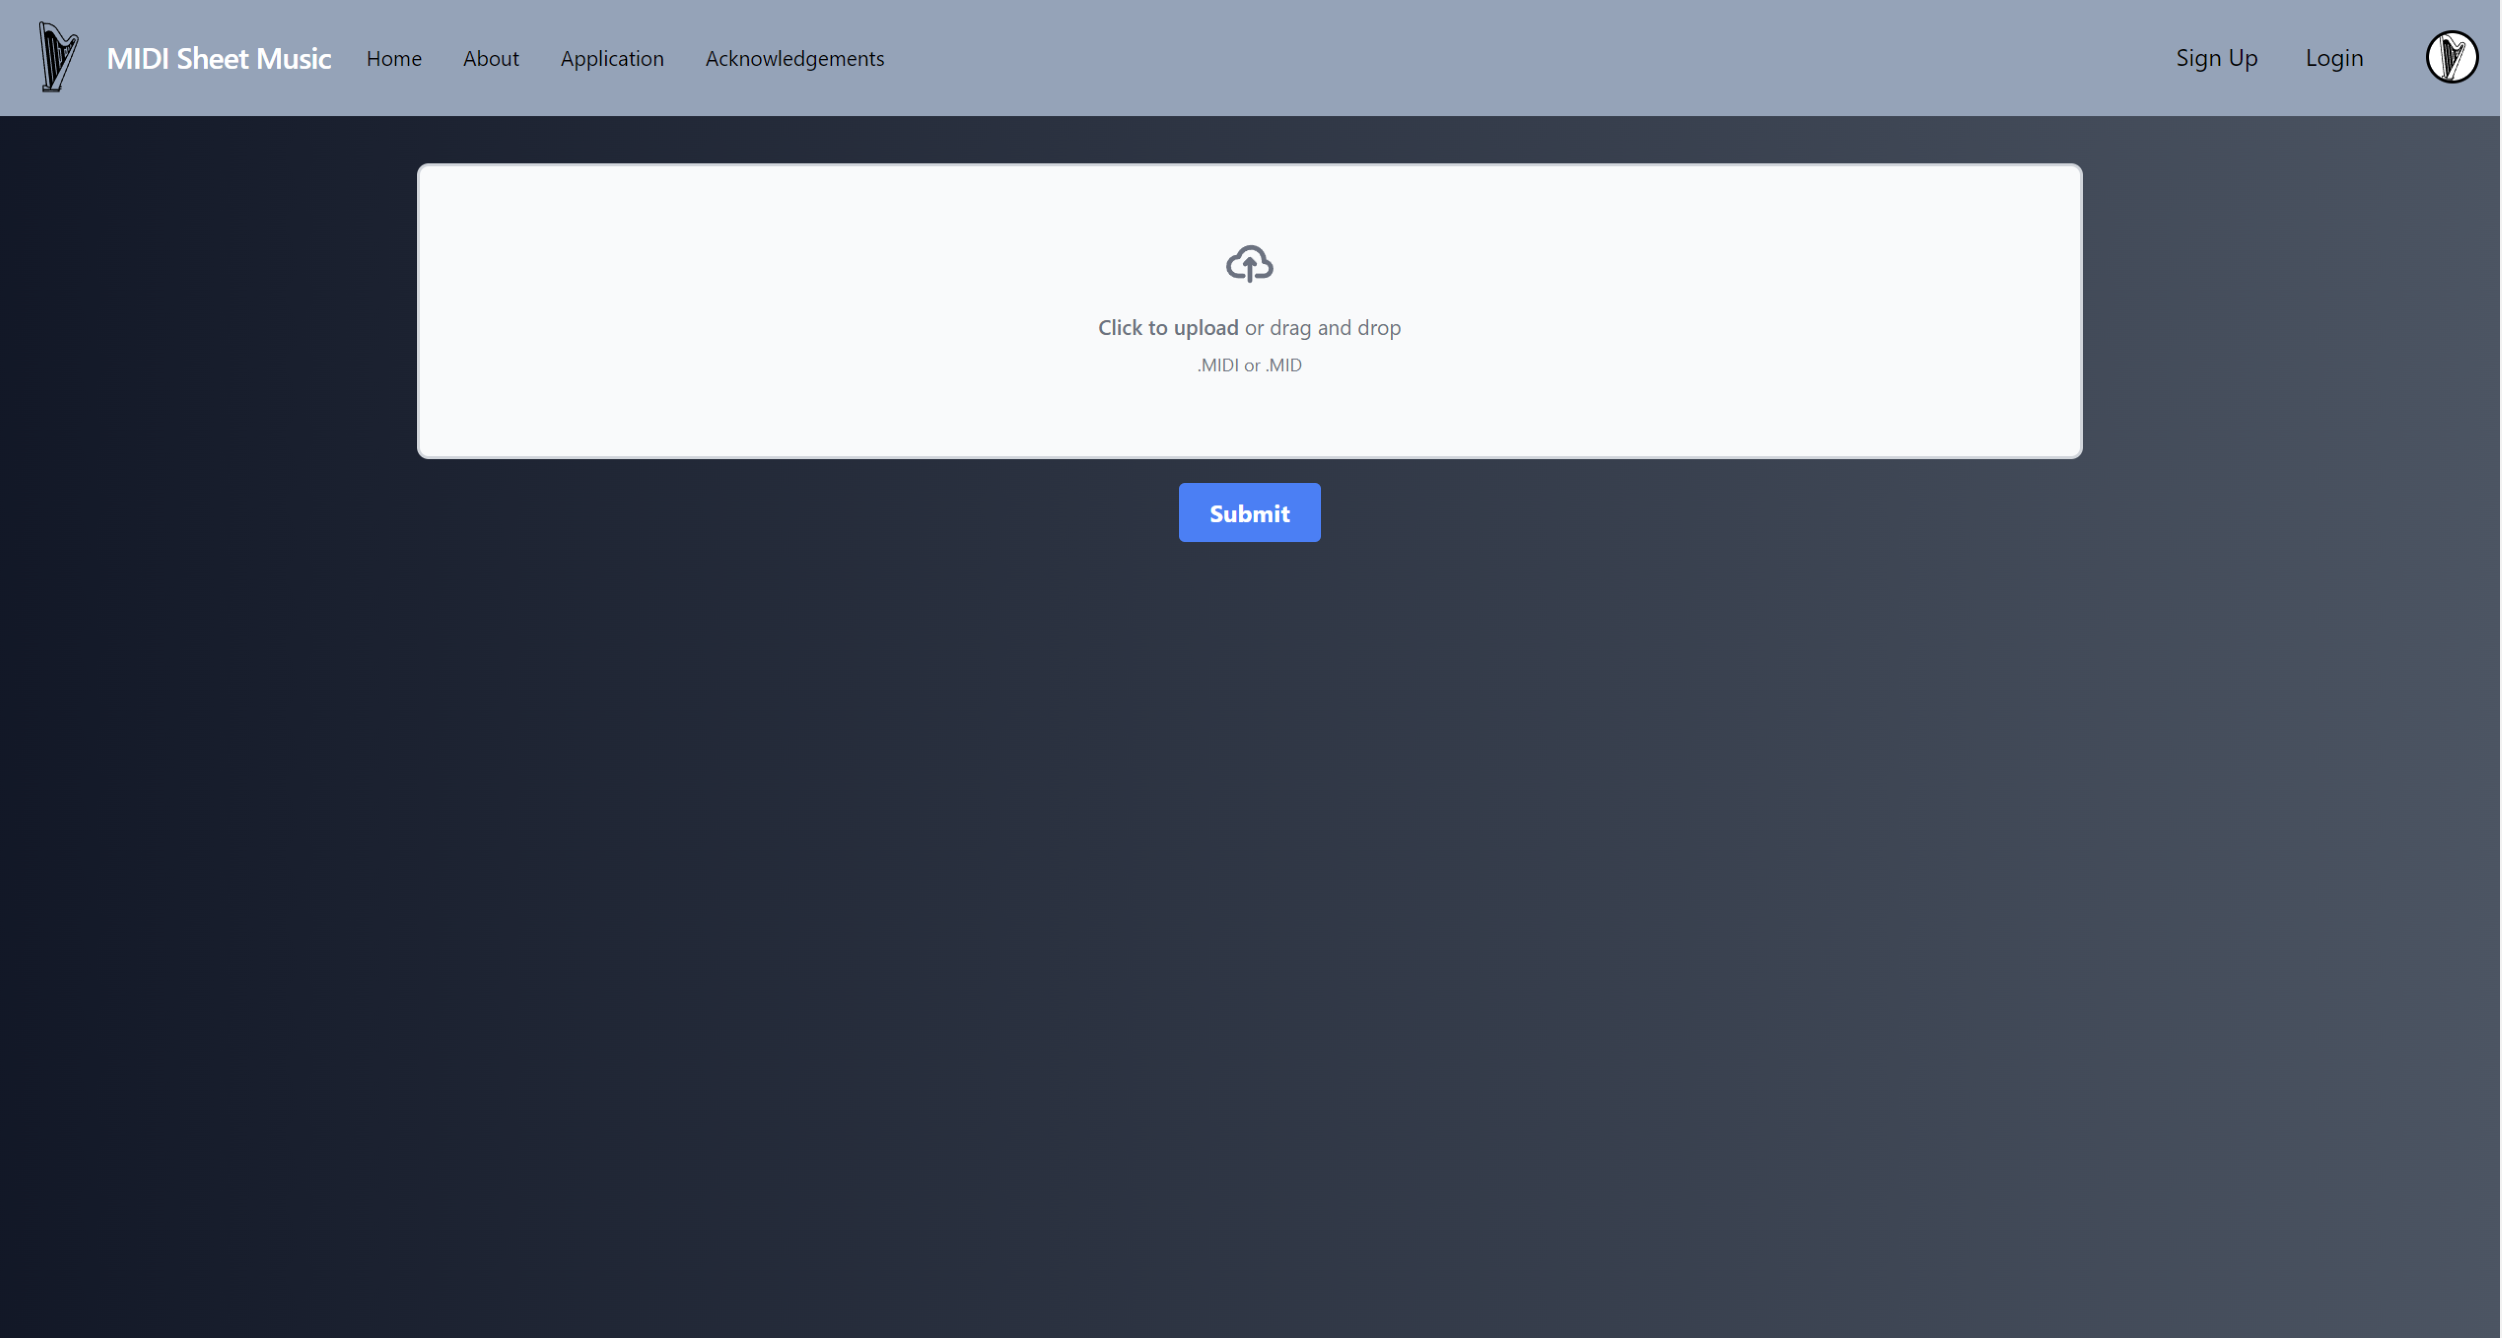 MIDI Sheet Music Home About Application Acknowledgements Sign Up Login
Click to upload or drag and drop
.MIDI or .MID
Submit